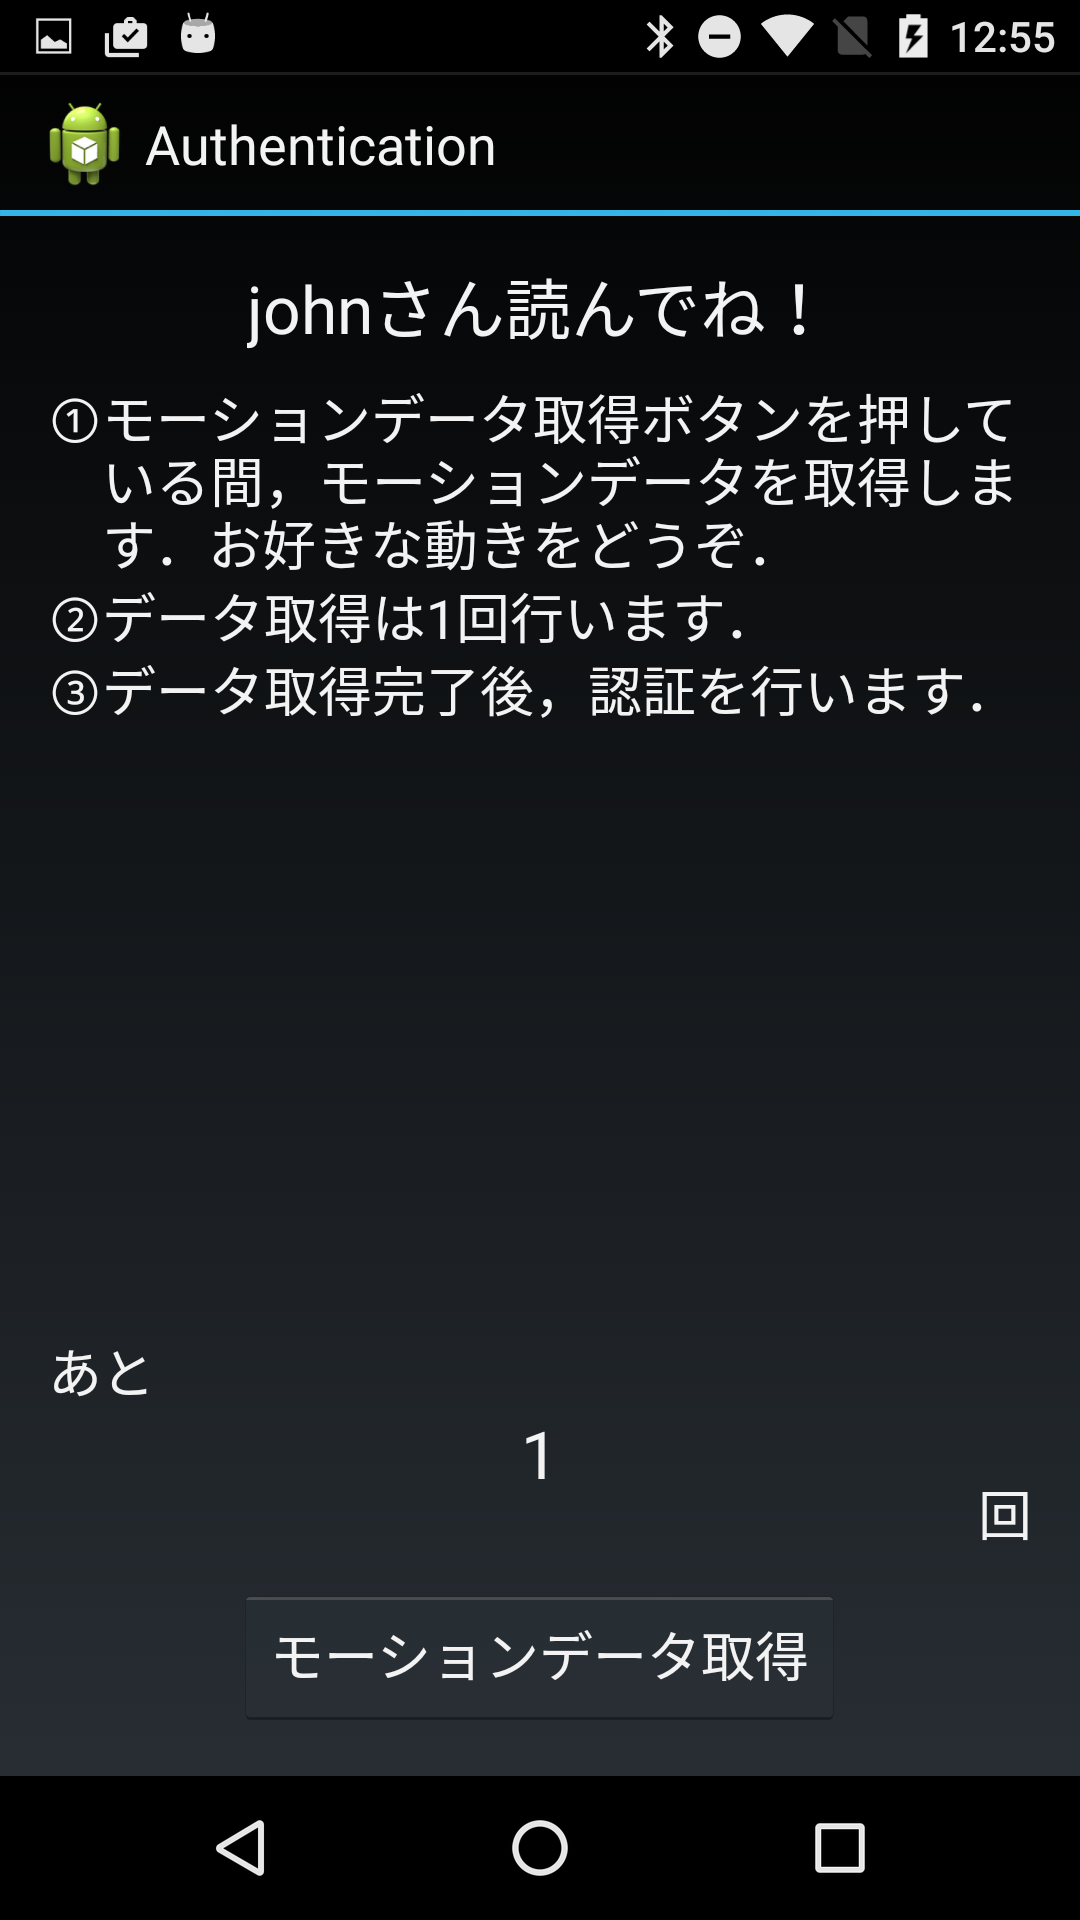 12:55
Authentication
johnさん読んでね！
①モーションデータ取得ボタンを押して
いる間，モーションデータを取得しま
す．お好きな動きをどうぞ．
②データ取得は1回行います．
③データ取得完了後，認証を行います．
あと
1
回
モーションデータ取得